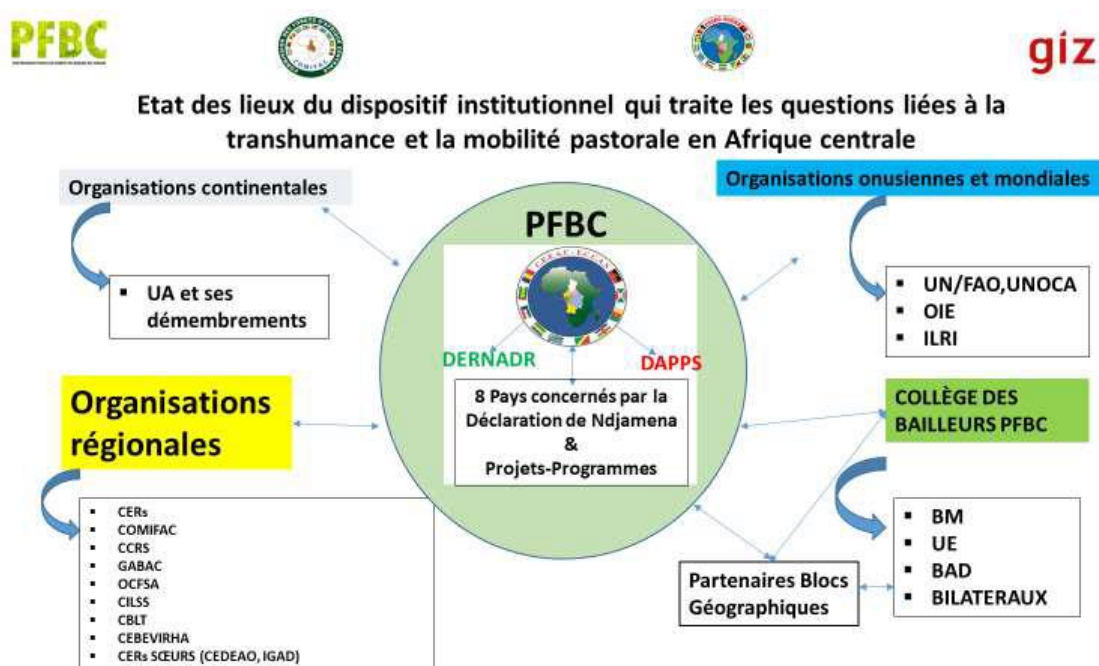 PFBC
COMIFAC
giz
Etat des lieux du dispositif institutionnel qui traite les questions liées à la
transhumance et la mobilité pastorale en Afrique centrale
Organisations continentales
▪ UA et ses
démembrements
Organisations
régionales
▪ CERs
▪ COMIFAC
▪ CCRS
▪ GABAC
▪ OCFSA
▪ CILSS
▪ CBLT
▪ CEBEVIRHA
▪ CERs SŒURS (CEDEAO, IGAD)
PFBC
CEEAC-ECCAS
DERNADR
DAPPS
8 Pays concernés par la
Déclaration de Ndjamena
&
Projets-Programmes
Organisations onusiennes et mondiales
▪ UN/FAO,UNOCA
▪ OIE
▪ ILRI
COLLÈGE DES
BAILLEURS PFBC
▪ BM
▪ UE
▪ BAD
▪ BILATERAUX
Partenaires Blocs
Géographiques